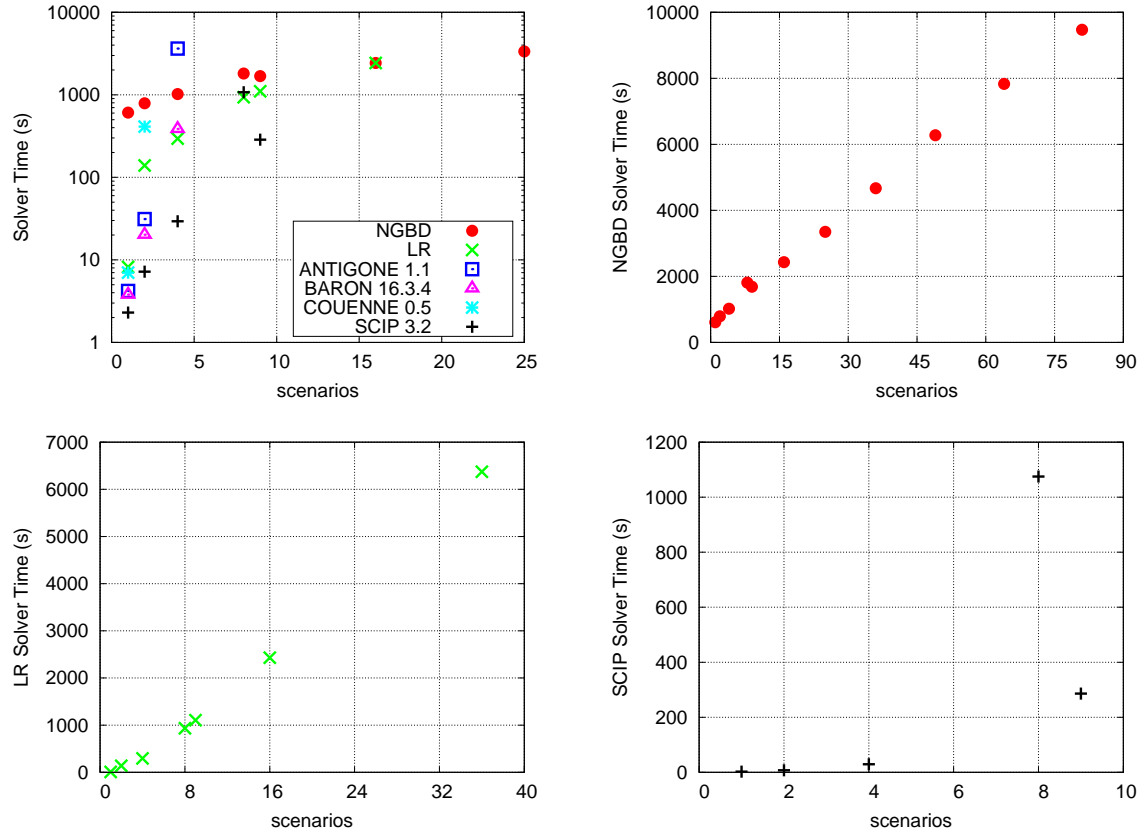 10000
1000
100
10
1
0 5 10 15 20 25
Solver Time (s)
scenarios
NGBD
LR
ANTIGONE 1.1
BARON 16.3.4
COUENNE 0.5
SCIP 3.2
10000
8000
6000
4000
2000
0
0 15 30 45 60 75 90
NGBD Solver Time (s)
scenarios
7000
6000
5000
4000
3000
2000
1000
0
0 8 16 24 32 40
LR Solver Time (s)
scenarios
1200
1000
800
600
400
200
0
0 2 4 6 8 10
SCIP Solver Time (s)
scenarios